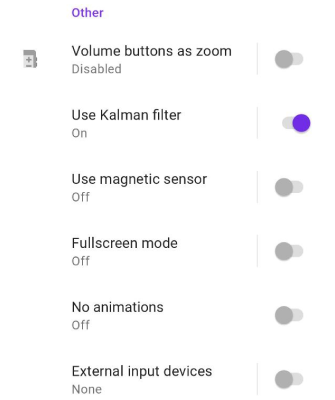 Other
Volume buttons as zoom
Disabled
Use Kalman filter
On
Use magnetic sensor
Off
Fullscreen mode
Off
No animations
Off
External input devices
None